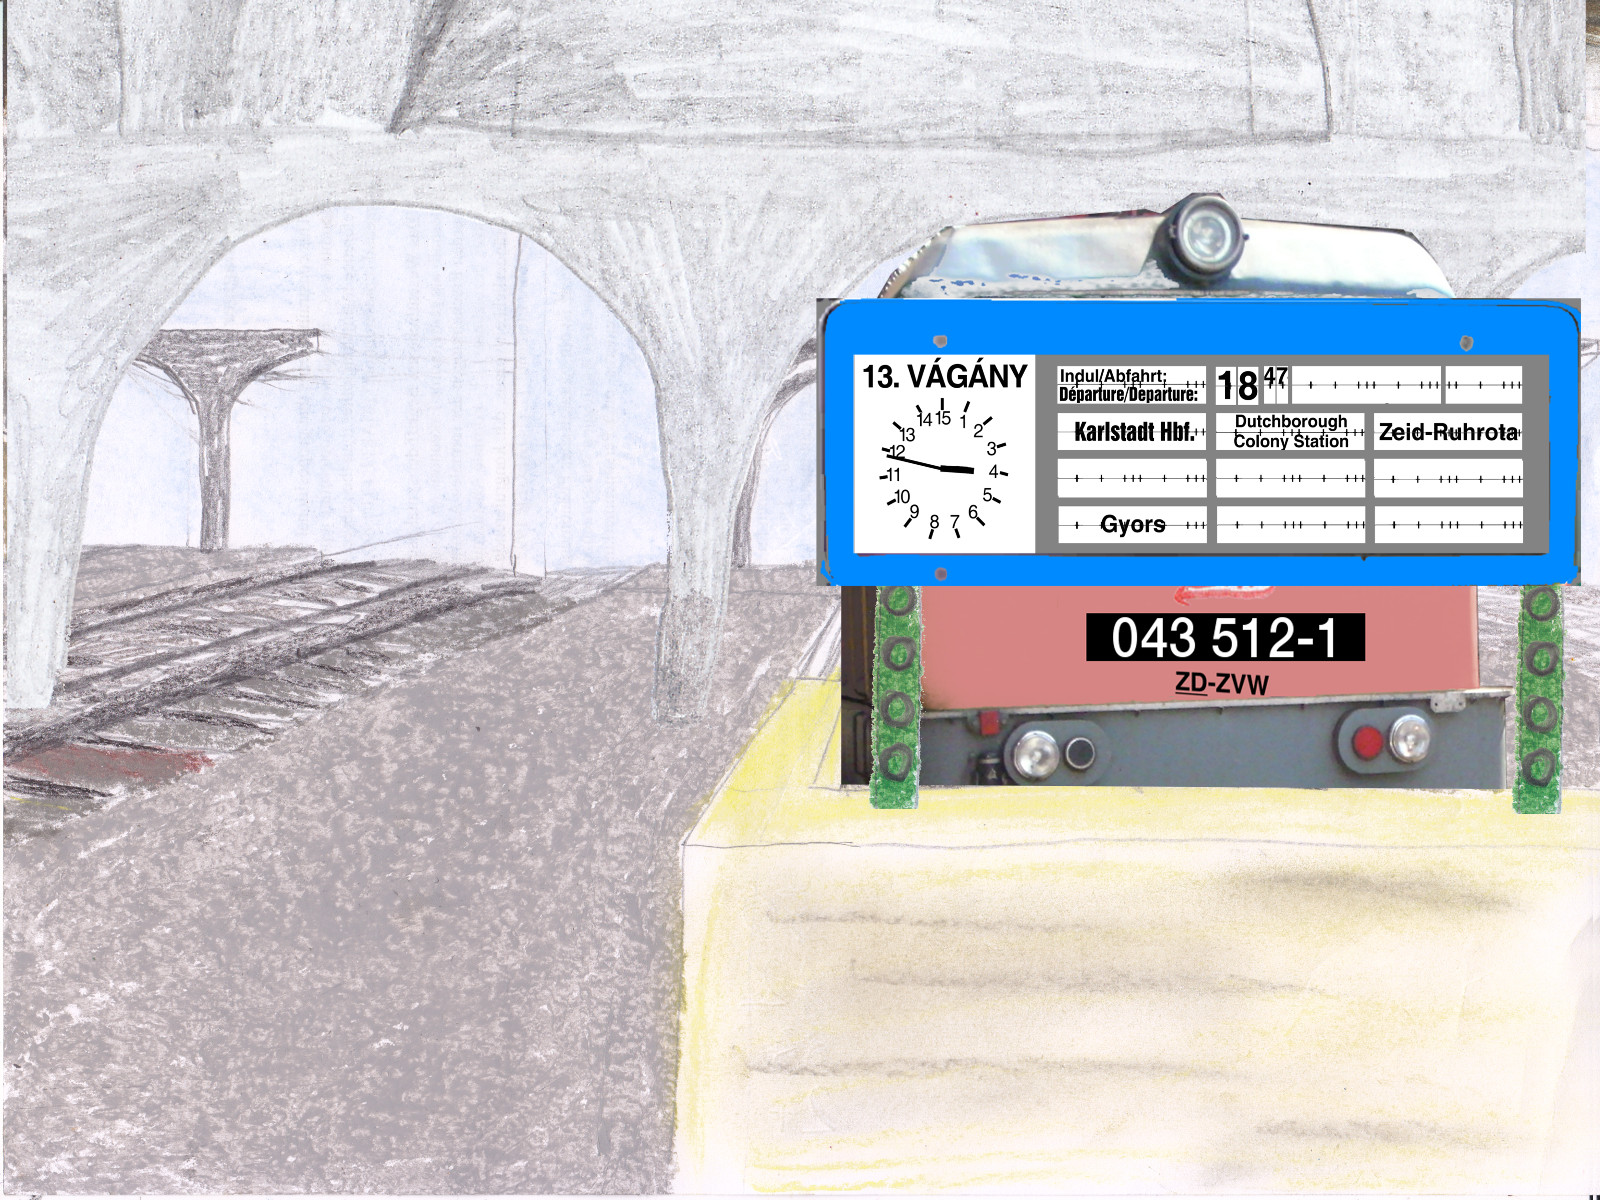 13. VÁGÁNY
14 15 1
13 2
12 3
11 4
10 5
9 6
8 7
Indul/Abfahrt;
Départure/Departure:
18 47
Karlstadt Hbf.
Dutchborough
Colony Station
Zeid-Ruhrota
Gyors
043 512-1
ZD-ZVW